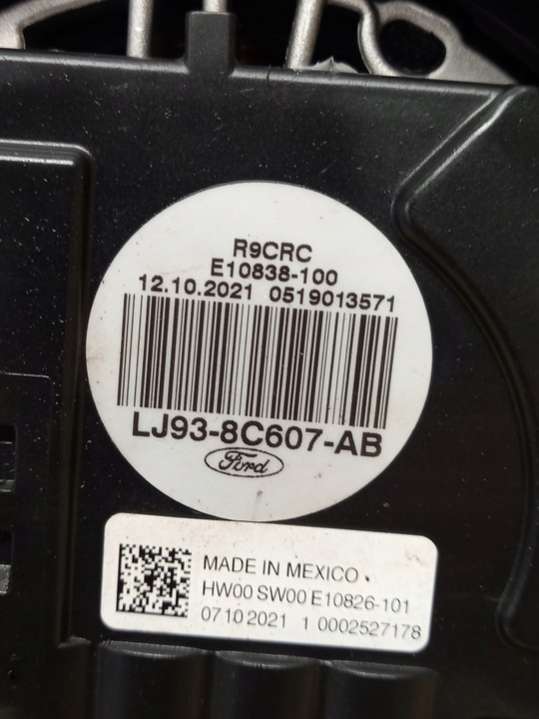 R9CRC
E10838-100
12.10.2021 0519013571
LJ93-8C607-AB
Ford
MADE IN MEXICO
HW00 SW00 E10826-101
07102021 1 0002527178